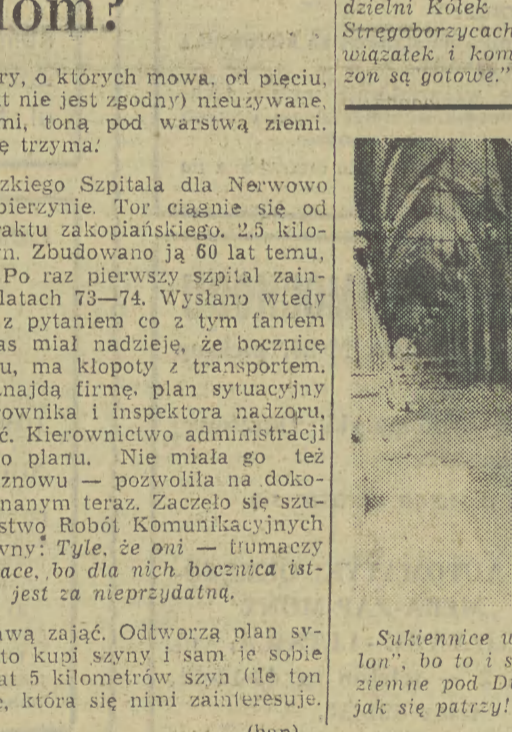 lom?
ry, o których mowa, od pięciu,
t nie jest zgodny) nieużywane,
mi, toną pod warstwą ziemi.
ę trzyma.
zkiego Szpitala dla Nerwowo
bierzynie. Tor ciągnie się od
raktu zakopiańskiego. 2,5 kilo-
n. Zbudowano ją 60 lat temu,
Po raz pierwszy szpital zain-
latach 73—74. Wysłano wtedy
z pytaniem co z tym fantem
as miał nadzieję, że bocznicę
u, ma kłopoty z transportem.
najdą firmę, plan sytuacyjny
rownika i inspektora nadzoru,
ć. Kierownictwo administracji
o planu. Nie miała go też
znowu — pozwoliła na doko-
nanym teraz. Zaczęło się szu-
stwo Robót Komunikacyjnych
wny: Tyle, że oni — tłumaczy
ace, bo dla nich bocznica ist-
jest za nieprzydatną.
awą zająć. Odtworzą plan sy-
to kupi szyny i sam je sobie
at 5 kilometrów szyn (ile ton
e, która się nimi zainteresuje.
(han)
dzielni Kółek
Stręgoborzycach
wiązałek i kom
zon są gotowe."
Sukiennice w
lon", bo to i s
ziemne pod Du
jak się patrzy!